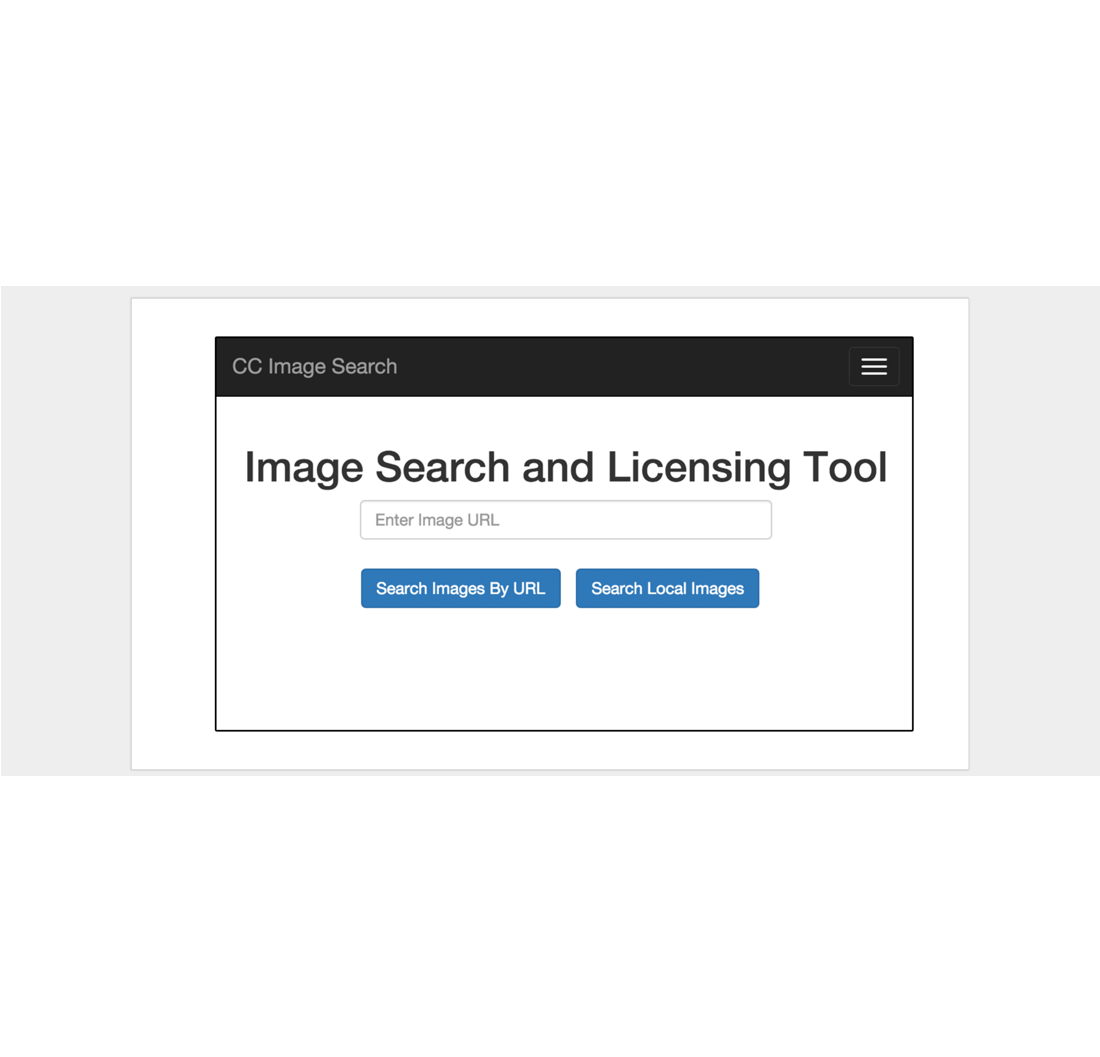 CC Image Search
Image Search and Licensing Tool
Enter Image URL
Search Images By URL
Search Local Images